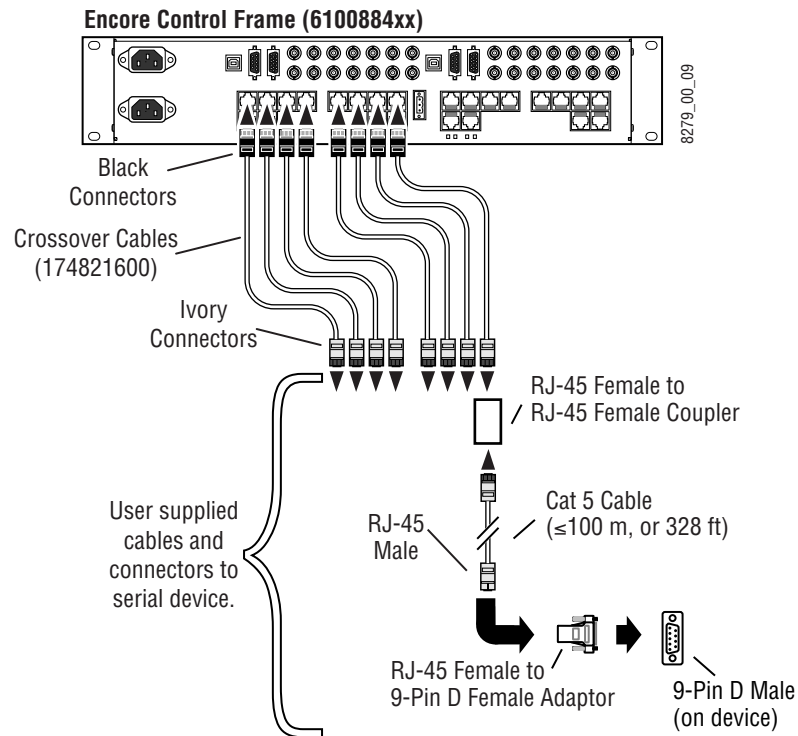 Encore Control Frame (6100884xx)
8279_00_09
Black
Connectors
Crossover Cables
(174821600)
Ivory
Connectors
RJ-45 Female to
RJ-45 Female Coupler
User supplied
cables and
connectors to
serial device.
RJ-45
Male
Cat 5 Cable
(≤100 m, or 328 ft)
RJ-45 Female to
9-Pin D Female Adaptor
9-Pin D Male
(on device)